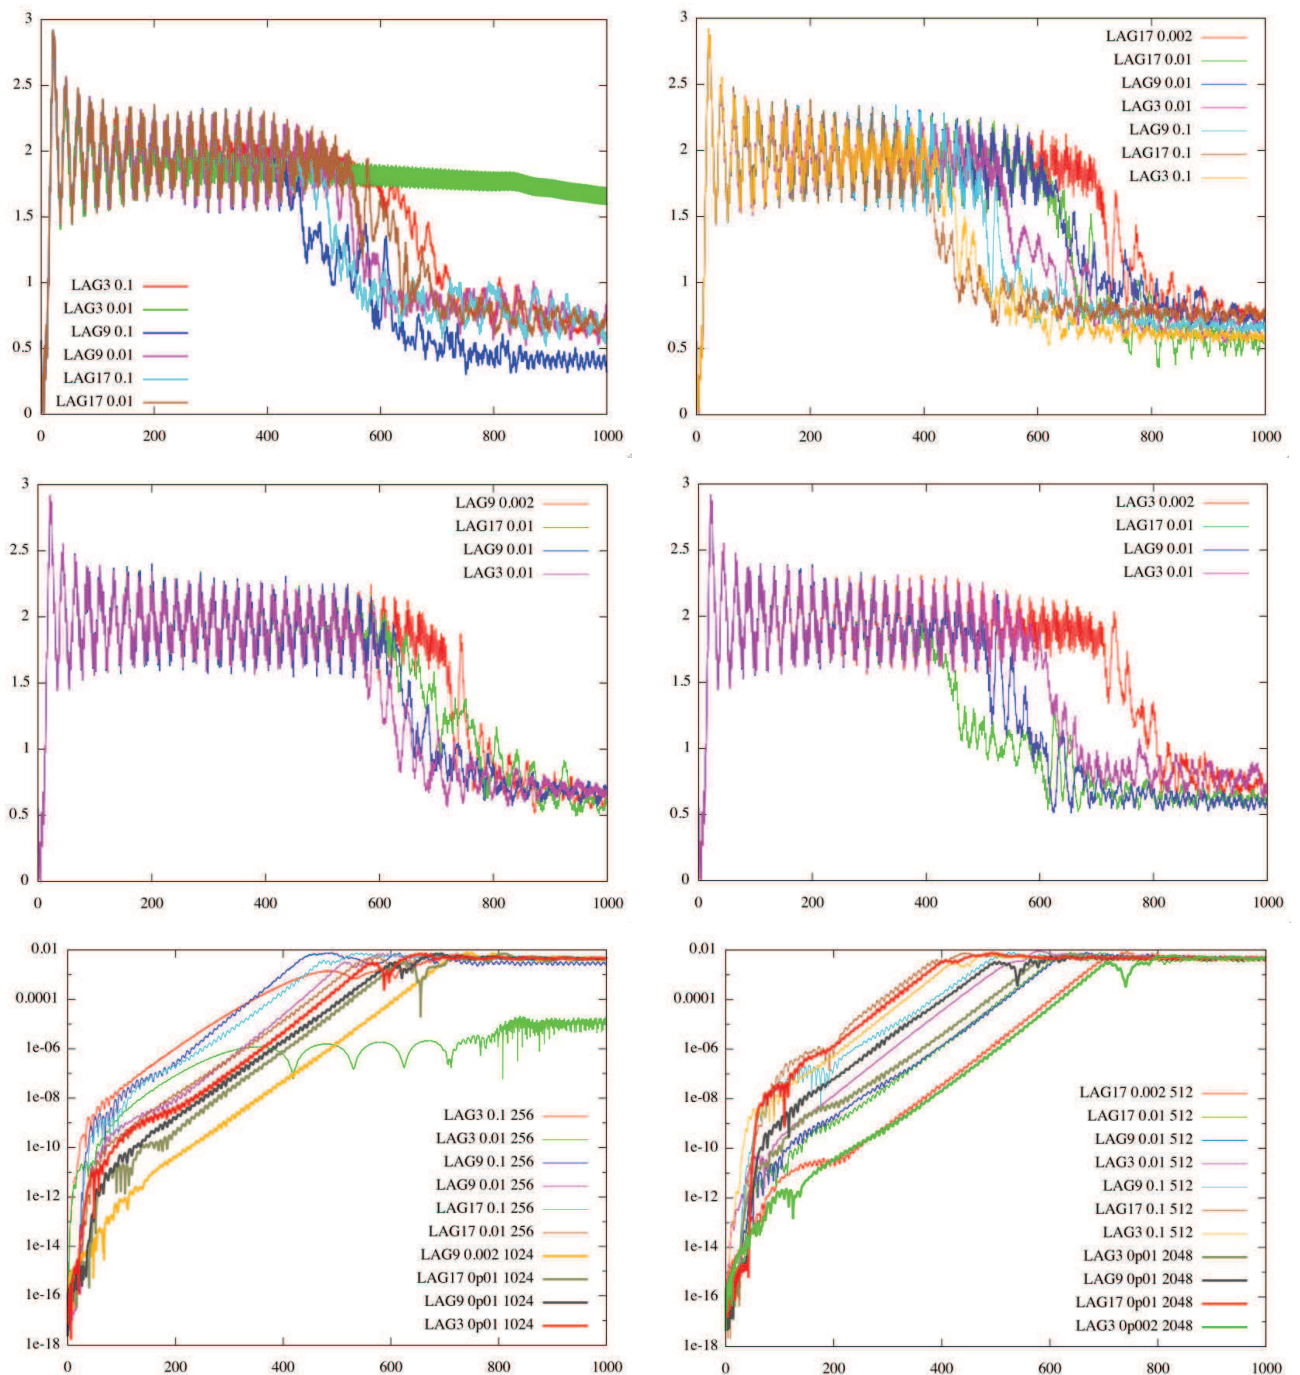 3
2.5
2
1.5
1
0.5
0
0 200 400 600 800 1000
LAG3 0.1
LAG3 0.01
LAG9 0.1
LAG9 0.01
LAG17 0.1
LAG17 0.01
3
2.5
2
1.5
1
0.5
0
0 200 400 600 800 1000
LAG17 0.002
LAG17 0.01
LAG9 0.01
LAG3 0.01
LAG9 0.1
LAG17 0.1
LAG3 0.1
3
2.5
2
1.5
1
0.5
0
0 200 400 600 800 1000
LAG9 0.002
LAG17 0.01
LAG9 0.01
LAG3 0.01
3
2.5
2
1.5
1
0.5
0
0 200 400 600 800 1000
LAG3 0.002
LAG17 0.01
LAG9 0.01
LAG3 0.01
0.01
0.0001
1e-06
1e-08
1e-10
1e-12
1e-14
1e-16
1e-18
0 200 400 600 800 1000
LAG3 0.1 256
LAG3 0.01 256
LAG9 0.1 256
LAG9 0.01 256
LAG17 0.1 256
LAG17 0.01 256
LAG9 0.002 1024
LAG17 0p01 1024
LAG9 0p01 1024
LAG3 0p01 1024
0.01
0.0001
1e-06
1e-08
1e-10
1e-12
1e-14
1e-16
1e-18
0 200 400 600 800 1000
LAG17 0.002 512
LAG17 0.01 512
LAG9 0.01 512
LAG3 0.01 512
LAG9 0.1 512
LAG17 0.1 512
LAG3 0.1 512
LAG3 0p01 2048
LAG9 0p01 2048
LAG17 0p01 2048
LAG3 0p002 2048